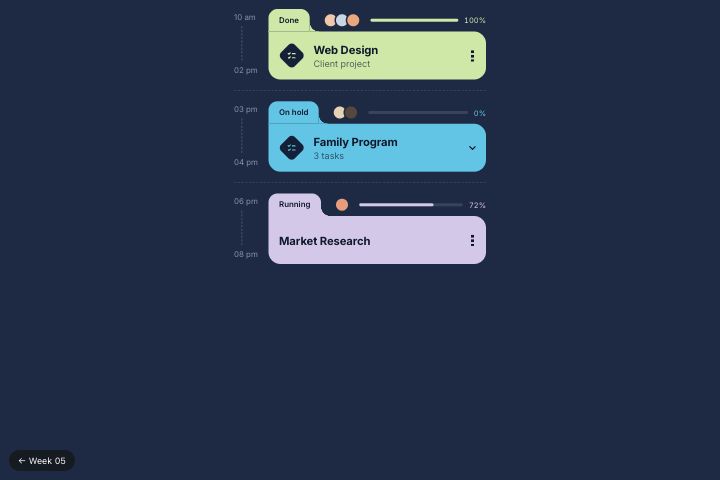 10 am
Done
100%
Web Design
Client project
02 pm
03 pm
On hold
0%
Family Program
3 tasks
04 pm
06 pm
Running
72%
Market Research
08 pm
← Week 05